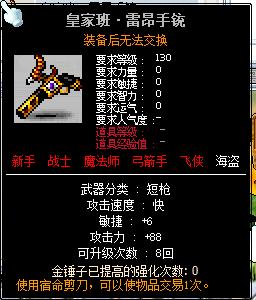 皇家班·雷昂手铳
装备后无法交换
要求等级： 130
要求力量： 0
要求敏捷： 0
要求智力： 0
要求运气： 0
要求人气度： -
道具等级： -
道具经验值： -
新手 战士 魔法师 弓箭手 飞侠 海盗
武器分类 : 短枪
攻击速度 : 快
敏捷 : +6
攻击力 : +88
可升级次数 : 8回
金锤子已提高的强化次数: 0
使用宿命剪刀，可以使物品交易1次。